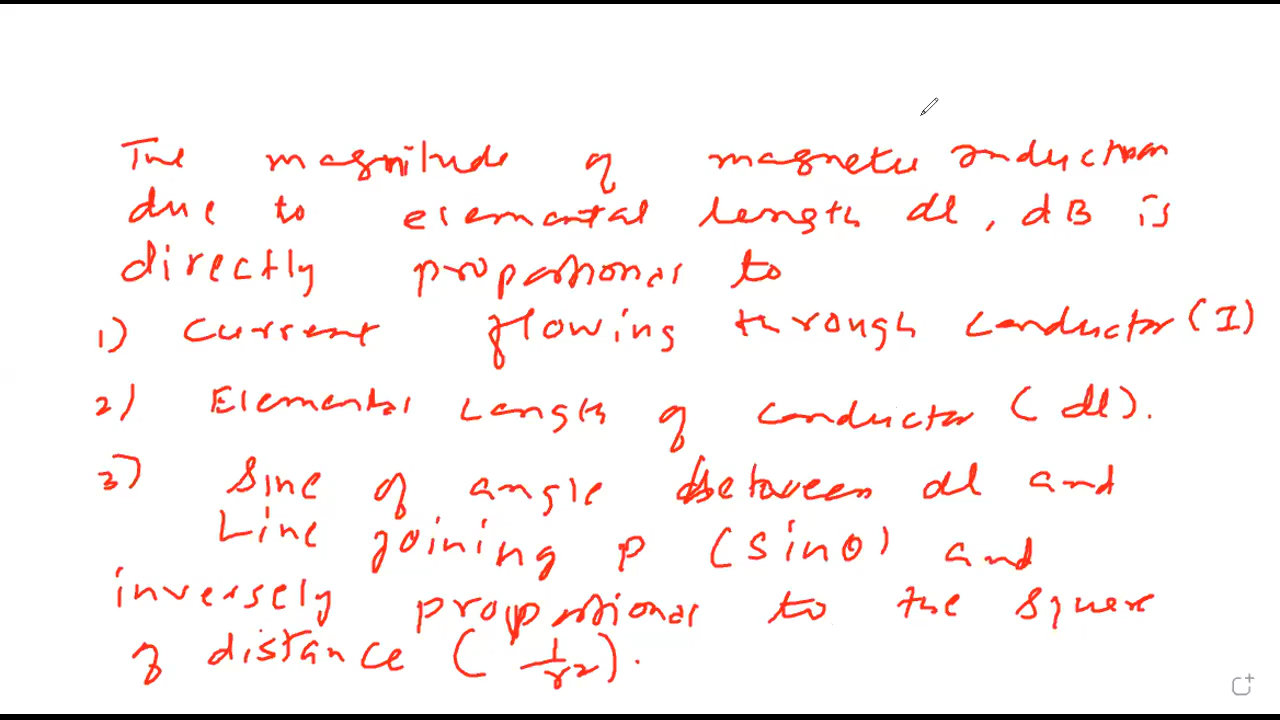 The magnitude of magnetic induction
due to elemental length dl, dB is
directly proportional to
1) Current flowing through conductor (I)
2) Elemental Length of conductor (dl).
3) Sine of angle between dl and
Line joining P (sinθ) and
inversely proportional to the square
of distance (1/r2).